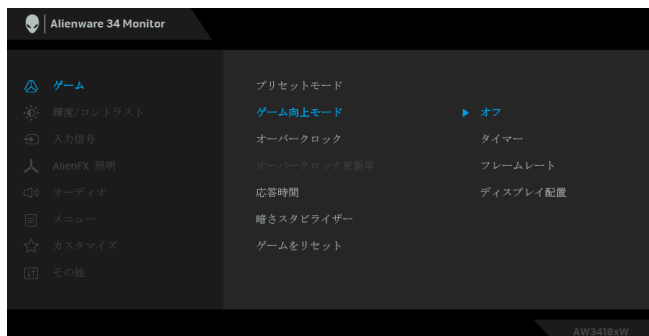 Alienware 34 Monitor
ゲーム
輝度/コントラスト
入力信号
AlienFX 照明
オーディオ
メニュー
カスタマイズ
その他
プリセットモード
ゲーム向上モード
オーバークロック
オーバークロック更新率
応答時間
暗さスタビライザー
ゲームをリセット
オフ
タイマー
フレームレート
ディスプレイ配置
AW3418xW